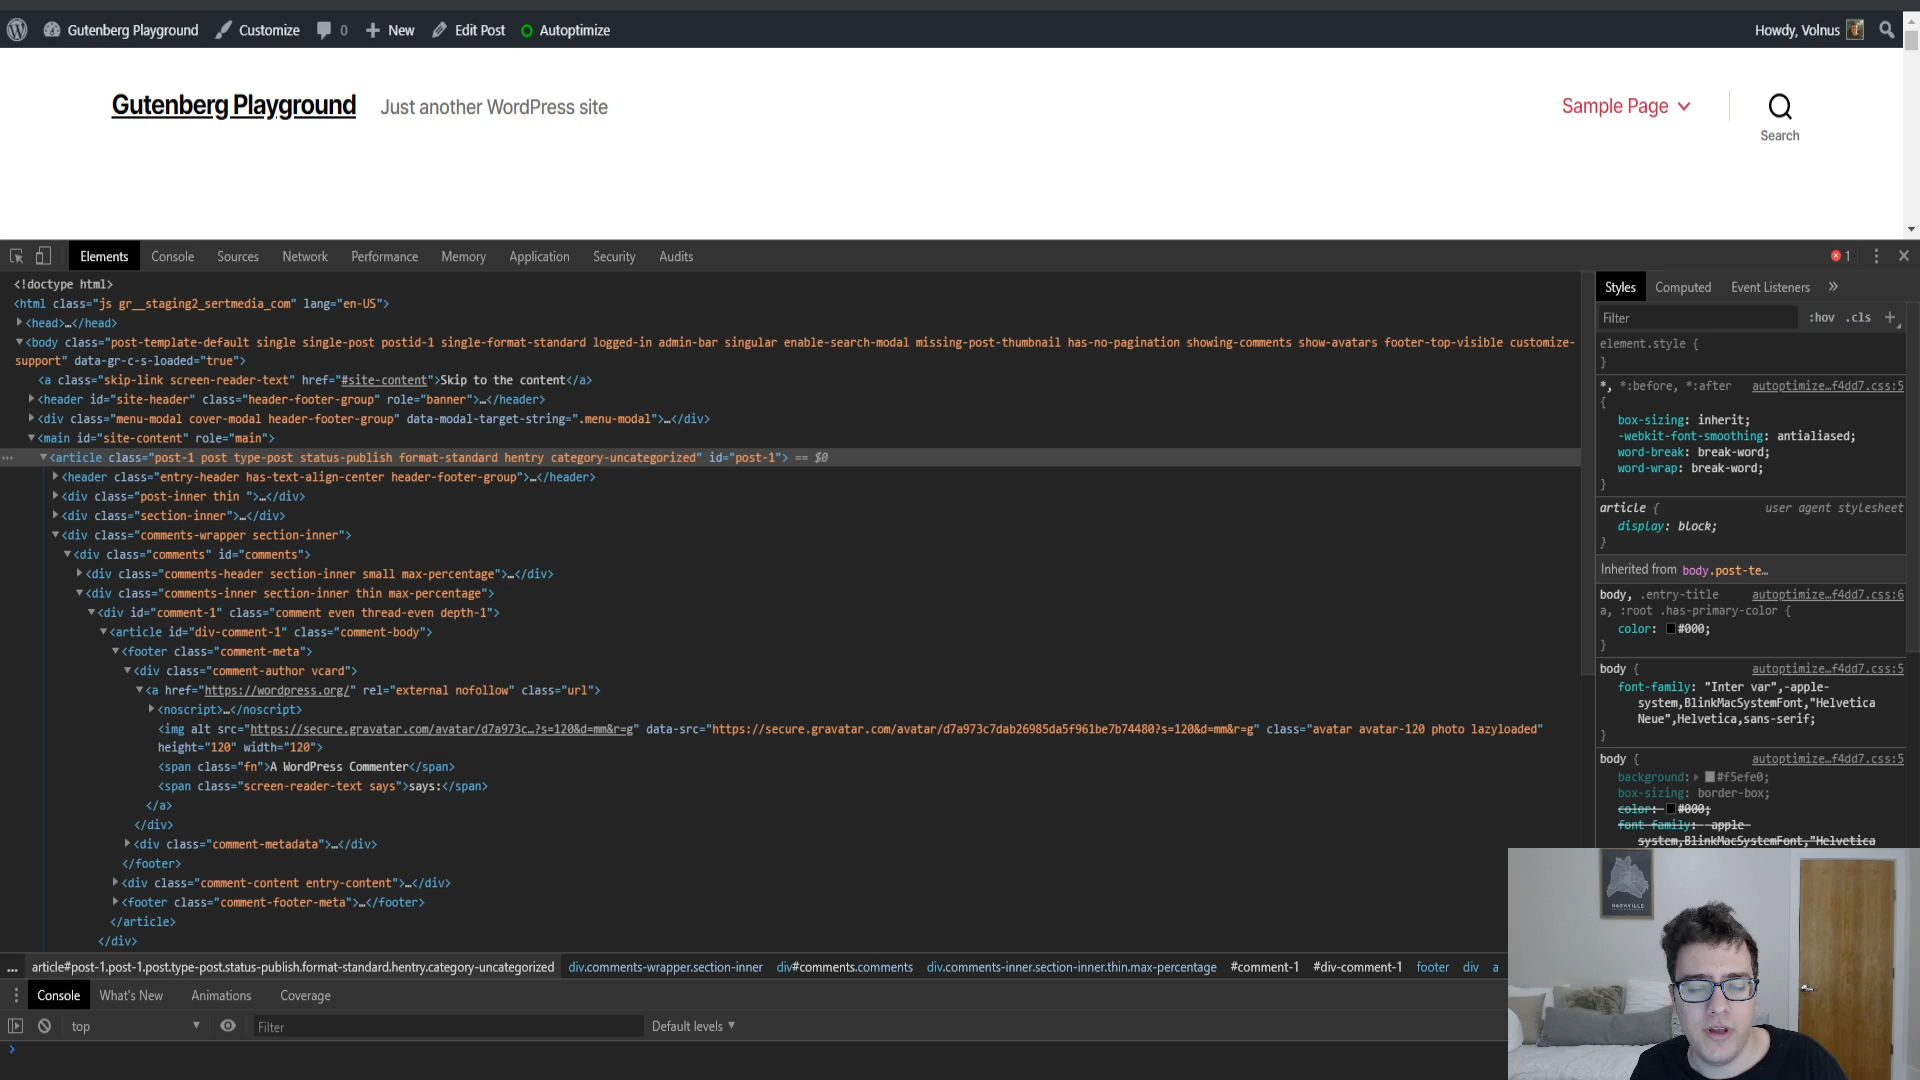 Gutenberg Playground Customize 0 New Edit Post Autoptimize Howdy, Volnus
Gutenberg Playground Just another WordPress site Sample Page
Search
Elements Console Sources Network Performance Memory Application Security Audits 1
<!doctype html>
<html class="js gr__staging2_sertmedia_com" lang="en-US">
<head>…</head>
<body class="post-template-default single single-post postid-1 single-format-standard logged-in admin-bar singular enable-search-modal missing-post-thumbnail has-no-pagination showing-comments show-avatars footer-top-visible customize-
support" data-gr-c-s-loaded="true">
<a class="skip-link screen-reader-text" href="#site-content">Skip to the content</a>
<header id="site-header" class="header-footer-group" role="banner">…</header>
<div class="menu-modal cover-modal header-footer-group" data-modal-target-string=".menu-modal">…</div>
<main id="site-content" role="main">
… <article class="post-1 post type-post status-publish format-standard hentry category-uncategorized" id="post-1"> == $0
<header class="entry-header has-text-align-center header-footer-group">…</header>
<div class="post-inner thin ">…</div>
<div class="section-inner">…</div>
<div class="comments-wrapper section-inner">
<div class="comments" id="comments">
<div class="comments-header section-inner small max-percentage">…</div>
<div class="comments-inner section-inner thin max-percentage">
<div id="comment-1" class="comment even thread-even depth-1">
<article id="div-comment-1" class="comment-body">
<footer class="comment-meta">
<div class="comment-author vcard">
<a href="https://wordpress.org/" rel="external nofollow" class="url">
<noscript>…</noscript>
<img alt src="https://secure.gravatar.com/avatar/d7a973c…?s=120&d=mm&r=g" data-src="https://secure.gravatar.com/avatar/d7a973c7dab26985da5f961be7b74480?s=120&d=mm&r=g" class="avatar avatar-120 photo lazyloaded"
height="120" width="120">
<span class="fn">A WordPress Commenter</span>
<span class="screen-reader-text says">says:</span>
</a>
</div>
<div class="comment-metadata">…</div>
</footer>
<div class="comment-content entry-content">…</div>
<footer class="comment-footer-meta">…</footer>
</article>
</div>
… article#post-1.post-1.post.type-post.status-publish.format-standard.hentry.category-uncategorized div.comments-wrapper.section-inner div#comments.comments div.comments-inner.section-inner.thin.max-percentage #comment-1 #div-comment-1 footer div a
Console What's New Animations Coverage
top Filter Default levels
>
Styles Computed Event Listeners »
Filter :hov .cls +
element.style {
}
*, *:before, *:after autoptimize…f4dd7.css:5
{
box-sizing: inherit;
-webkit-font-smoothing: antialiased;
word-break: break-word;
word-wrap: break-word;
}
article { user agent stylesheet
display: block;
}
Inherited from body.post-te…
body, .entry-title autoptimize…f4dd7.css:6
a, :root .has-primary-color {
color: #000;
}
body { autoptimize…f4dd7.css:5
font-family: "Inter var",-apple-
system,BlinkMacSystemFont,"Helvetica
Neue",Helvetica,sans-serif;
}
body { autoptimize…f4dd7.css:5
background: #f5efe0;
box-sizing: border-box;
color: #000;
font-family: -apple-
system,BlinkMacSystemFont,"Helvetica
NASHVILLE